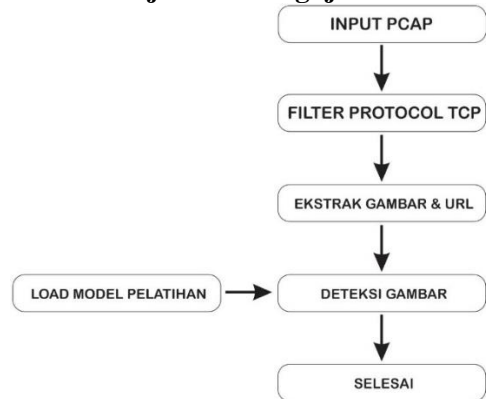 INPUT PCAP
FILTER PROTOCOL TCP
EKSTRAK GAMBAR & URL
LOAD MODEL PELATIHAN
DETEKSI GAMBAR
SELESAI